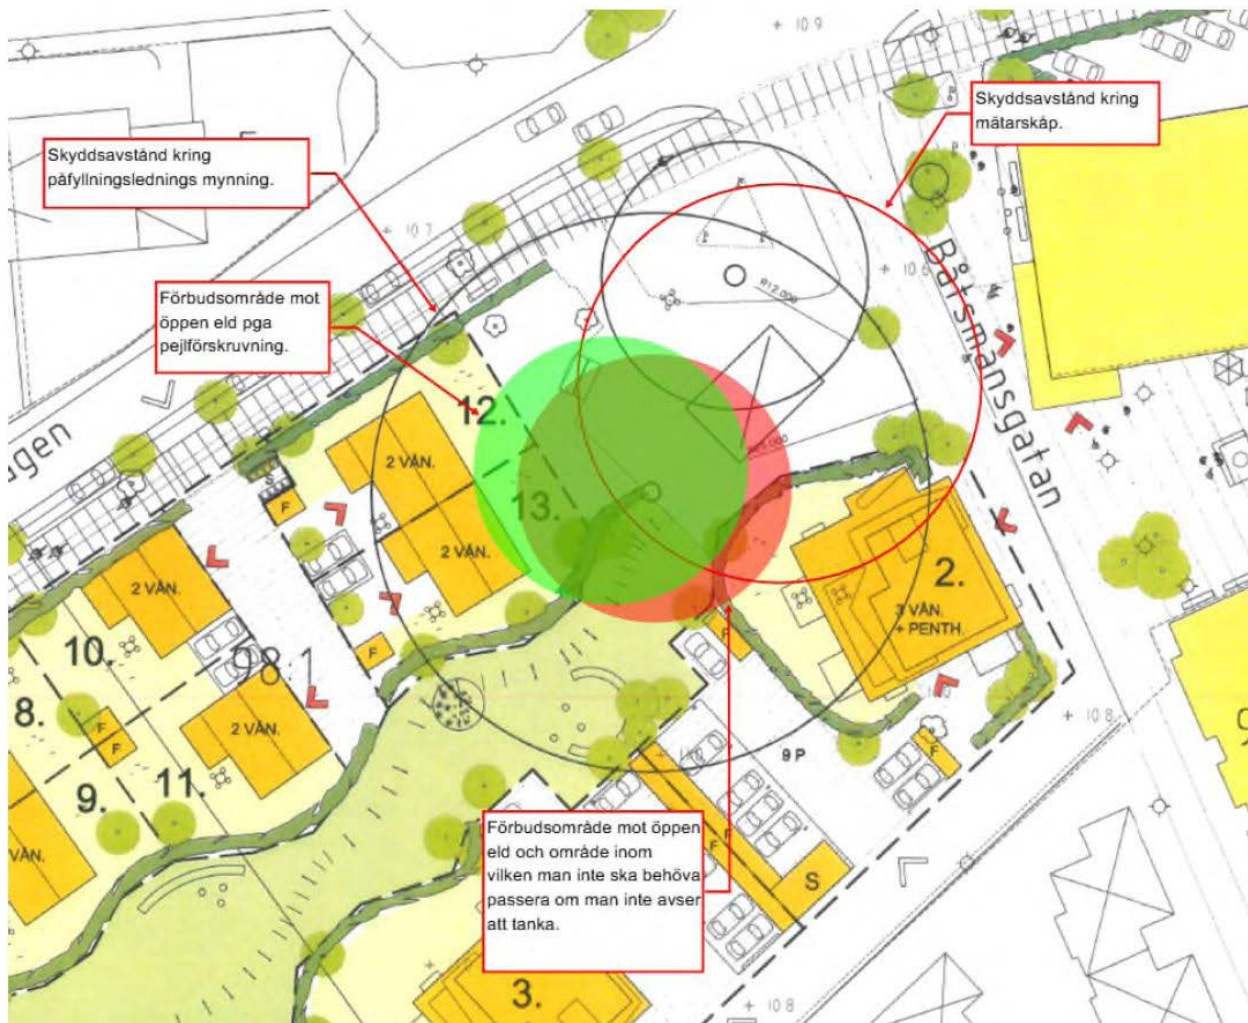 + 10 9
Skyddsavstånd kring
mätarskåp.
Skyddsavstånd kring
påfyllningslednings mynning.
P
+ 10.7
+ 10.6
Båtsmansgatan
R12.000
Förbudsområde mot
öppen eld pga
pejlförskruvning.
12.
2 VÅN.
13.
2 VÅN.
S
F
2 VÅN.
F
10.
98.1
8.
F
F
2 VÅN.
9.
11.
VÅN.
2.
3 VÅN.
+ PENTH.
F
+ 10.8
9 P
F
F
S
Förbudsområde mot öppen
eld och område inom
vilken man inte ska behöva
passera om man inte avser
att tanka.
3.
+ 10 8